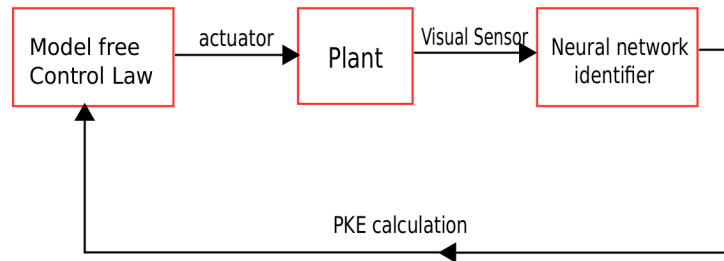 Model free
Control Law
actuator
Plant
Visual Sensor
Neural network
identifier
PKE calculation